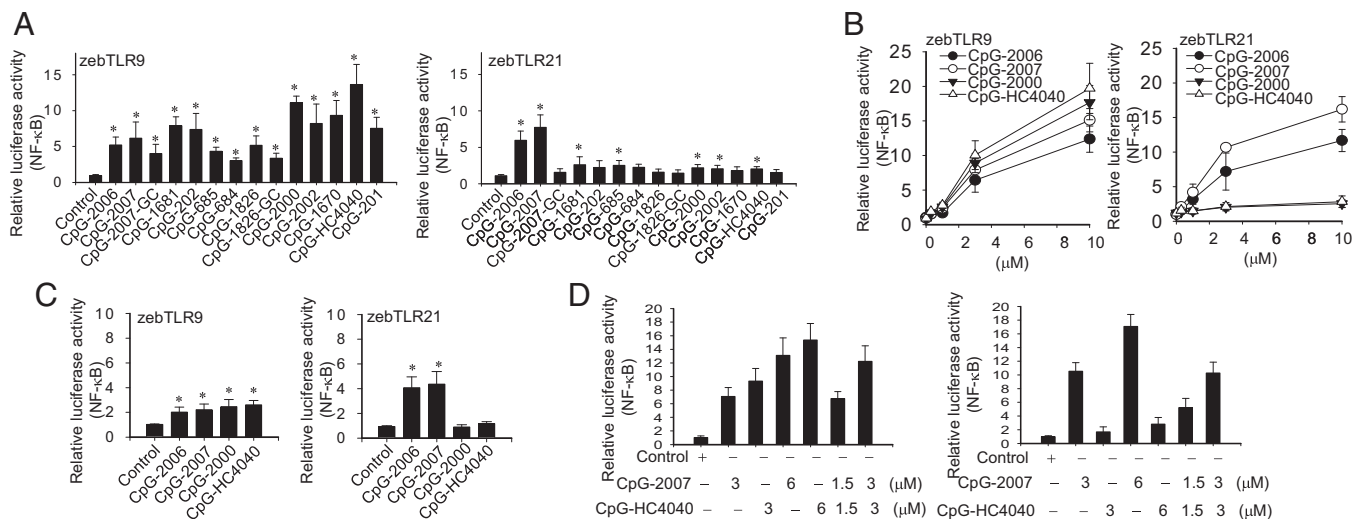 A
Relative luciferase activity
(NF-κB)
zebTLR9
15
10
5
0
Control
CpG-2006
CpG-2007
CpG-2007-GC
CpG-1681
CpG-202
CpG-685
CpG-684
CpG-1826
CpG-1826-GC
CpG-2000
CpG-2002
CpG-1670
CpG-HC4040
CpG-201
* * * * * * * * * * * * * *
Relative luciferase activity
(NF-κB)
zebTLR21
15
10
5
0
Control
CpG-2006
CpG-2007
CpG-2007-GC
CpG-1681
CpG-202
CpG-685
CpG-684
CpG-1826
CpG-1826-GC
CpG-2000
CpG-2002
CpG-1670
CpG-HC4040
CpG-201
* * * * * * *
B
Relative luciferase activity
(NF-κB)
zebTLR9
CpG-2006
CpG-2007
CpG-2000
CpG-HC4040
25
20
15
10
5
0
0 2 4 6 8 10
(μM)
zebTLR21
CpG-2006
CpG-2007
CpG-2000
CpG-HC4040
25
20
15
10
5
0
0 2 4 6 8 10
(μM)
C
Relative luciferase activity
(NF-κB)
zebTLR9
10
8
6
4
2
0
Control
CpG-2006
CpG-2007
CpG-2000
CpG-HC4040
* * * *
Relative luciferase activity
(NF-κB)
zebTLR21
10
8
6
4
2
0
Control
CpG-2006
CpG-2007
CpG-2000
CpG-HC4040
* *
D
Relative luciferase activity
(NF-κB)
20
18
16
14
12
10
8
6
4
2
0
Control + – – – – – –
CpG-2007 – 3 – 6 – 1.5 3 (μM)
CpG-HC4040 – – 3 – 6 1.5 3 (μM)
Relative luciferase activity
(NF-κB)
20
18
16
14
12
10
8
6
4
2
0
Control + – – – – – –
CpG-2007 – 3 – 6 – 1.5 3 (μM)
CpG-HC4040 – – 3 – 6 1.5 3 (μM)